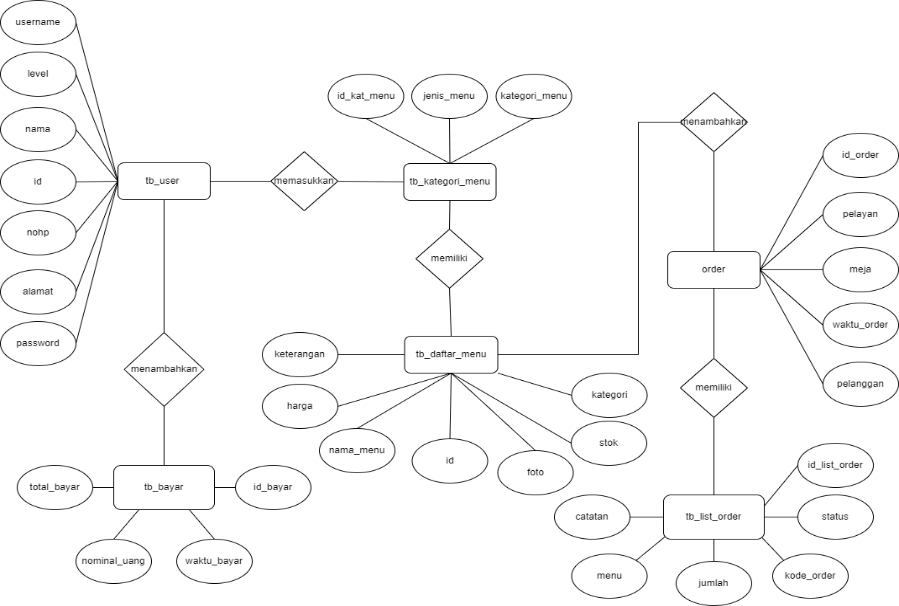 username
level
nama
id
nohp
alamat
password
tb_user
memasukkan
id_kat_menu
jenis_menu
kategori_menu
tb_kategori_menu
memiliki
menambahkan
id_order
pelayan
meja
waktu_order
pelanggan
order
memiliki
menambahkan
keterangan
harga
nama_menu
id
foto
stok
kategori
tb_daftar_menu
total_bayar
tb_bayar
id_bayar
nominal_uang
waktu_bayar
id_list_order
catatan
tb_list_order
status
menu
jumlah
kode_order